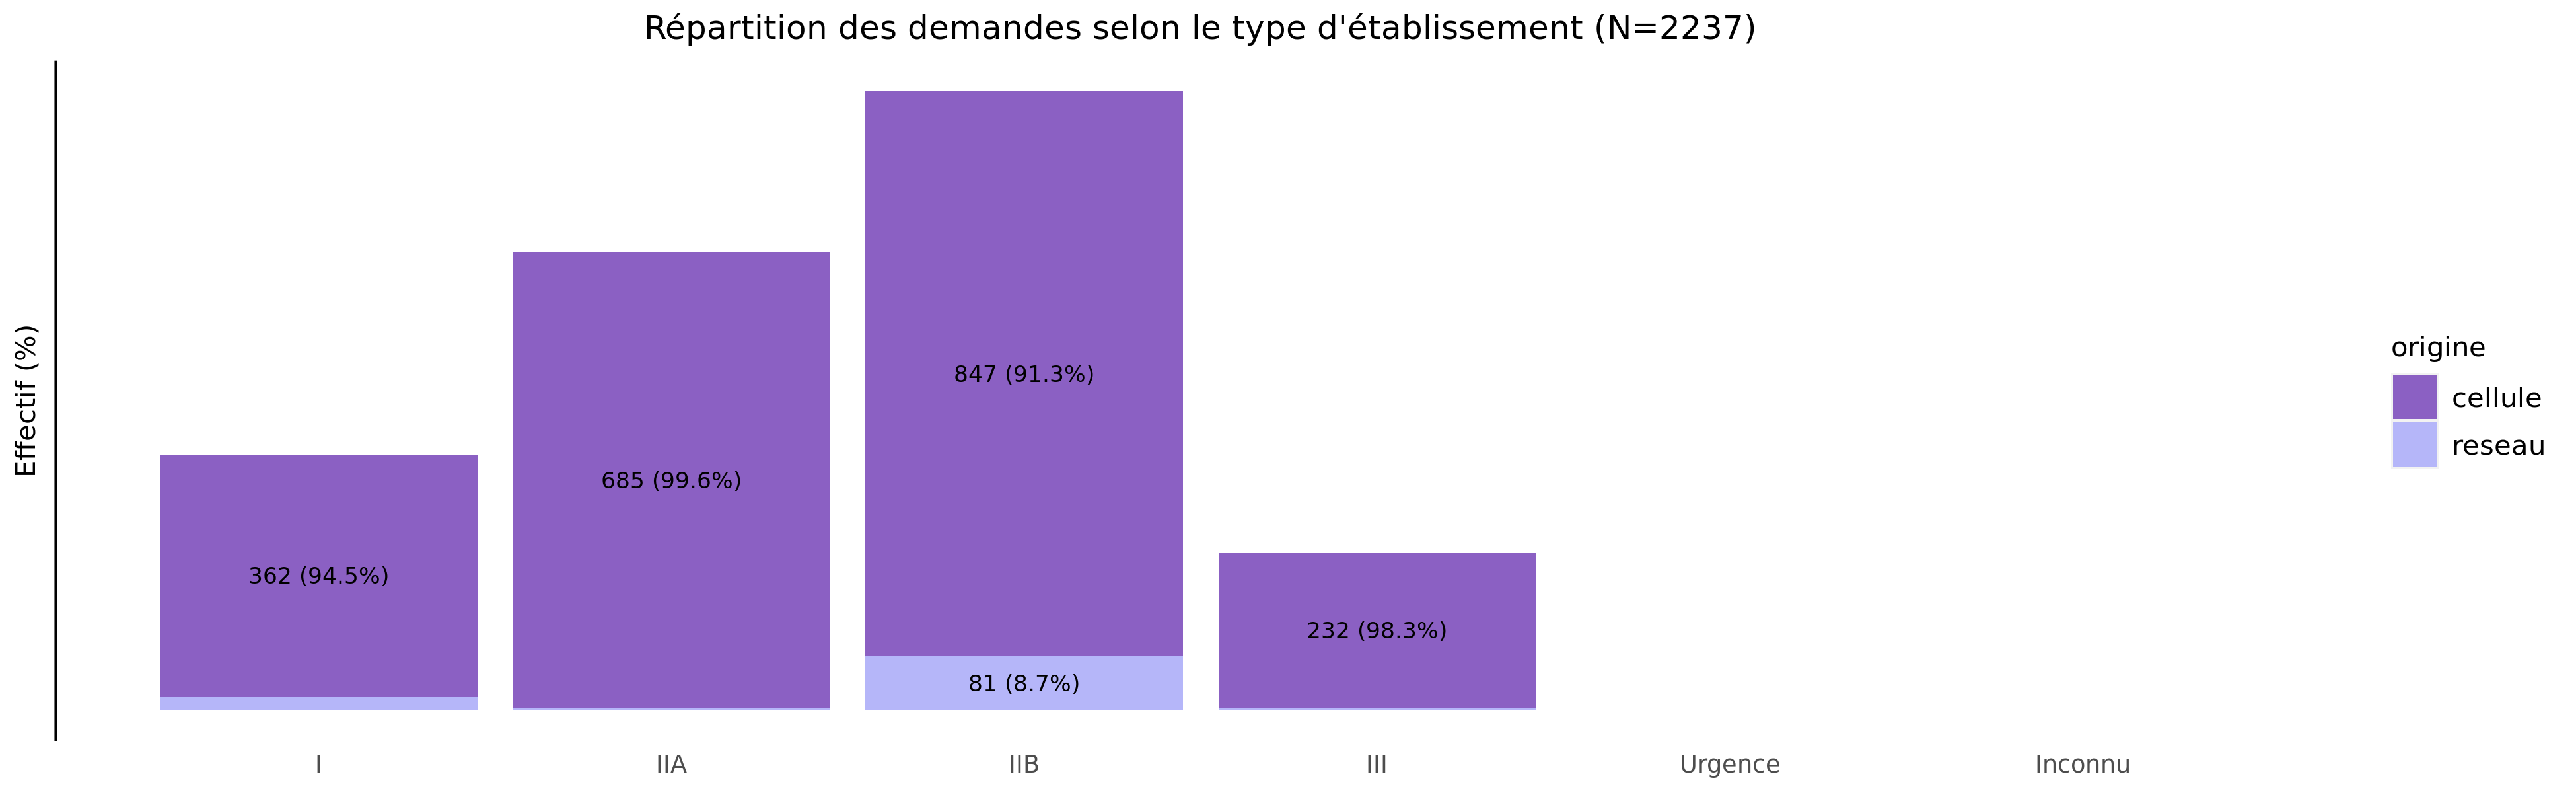 Répartition des demandes selon le type d'établissement (N=2237)
Effectif (%)
847 (91.3%)
685 (99.6%)
362 (94.5%)
232 (98.3%)
81 (8.7%)
I
IIA
IIB
III
Urgence
Inconnu
origine
cellule
reseau